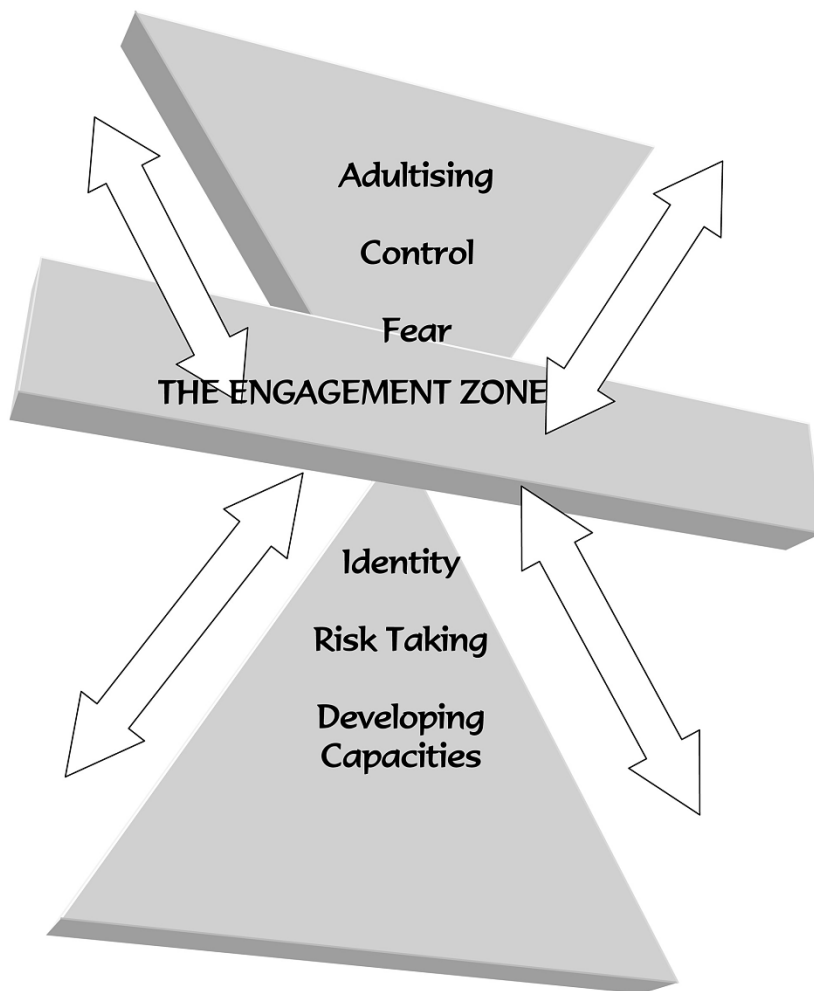 Adultising
Control
Fear
THE ENGAGEMENT ZONE
Identity
Risk Taking
Developing
Capacities